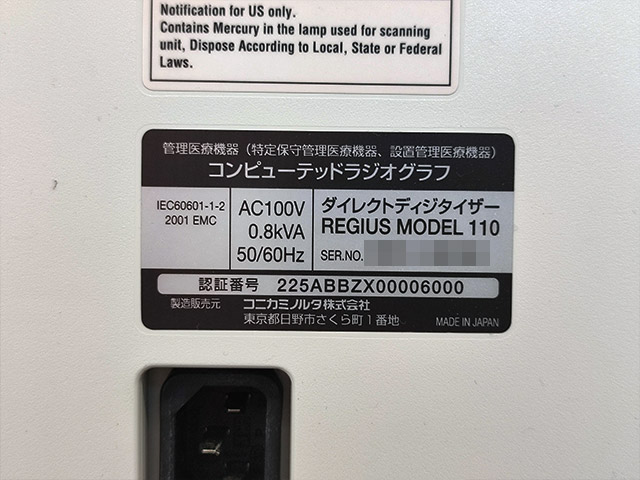 Notification for US only.
Contains Mercury in the lamp used for scanning
unit, Dispose According to Local, State or Federal
Laws.
管理医療機器（特定保守管理医療機器、設置管理医療機器）
コンピューテッドラジオグラフ
IEC60601-1-2
2001 EMC
AC100V
0.8kVA
50/60Hz
ダイレクトディジタイザー
REGIUS MODEL 110
SER.NO.
認証番号 225ABBZX00006000
製造販売元 コニカミノルタ株式会社
東京都日野市さくら町1番地
MADE IN JAPAN